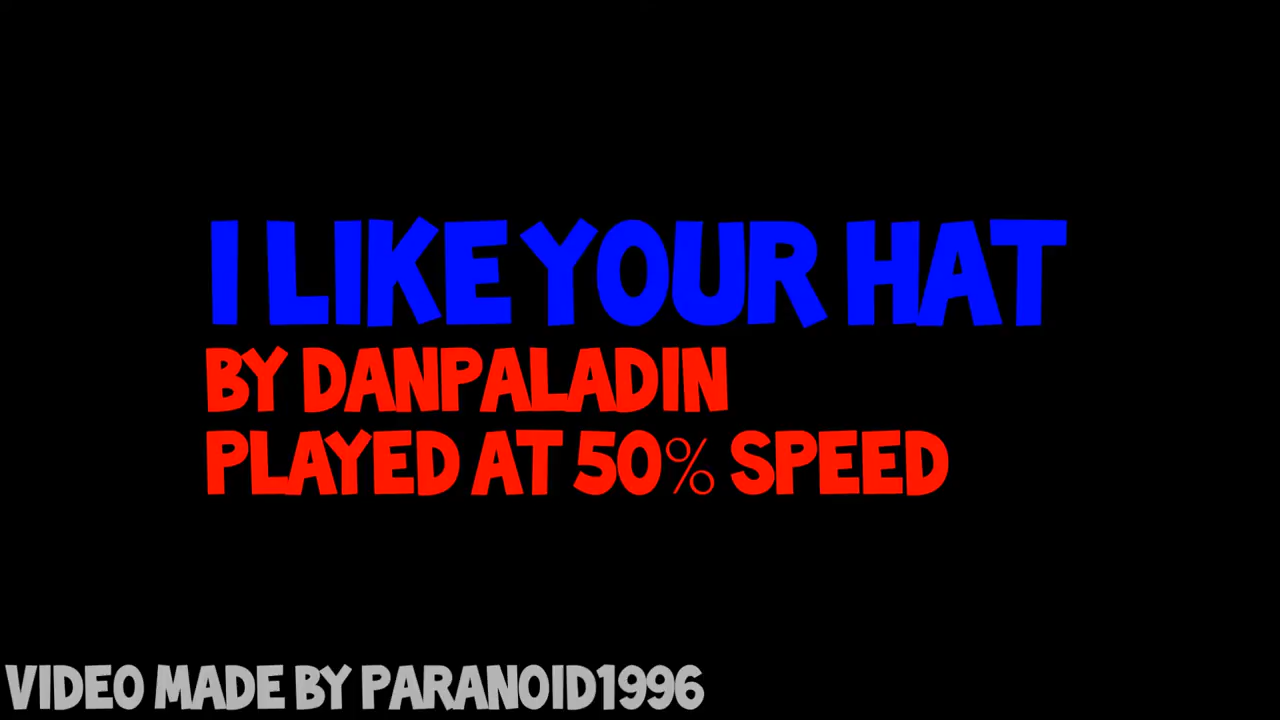 I LIKE YOUR HAT
BY DANPALADIN
PLAYED AT 50% SPEED
VIDEO MADE BY PARANOID1996